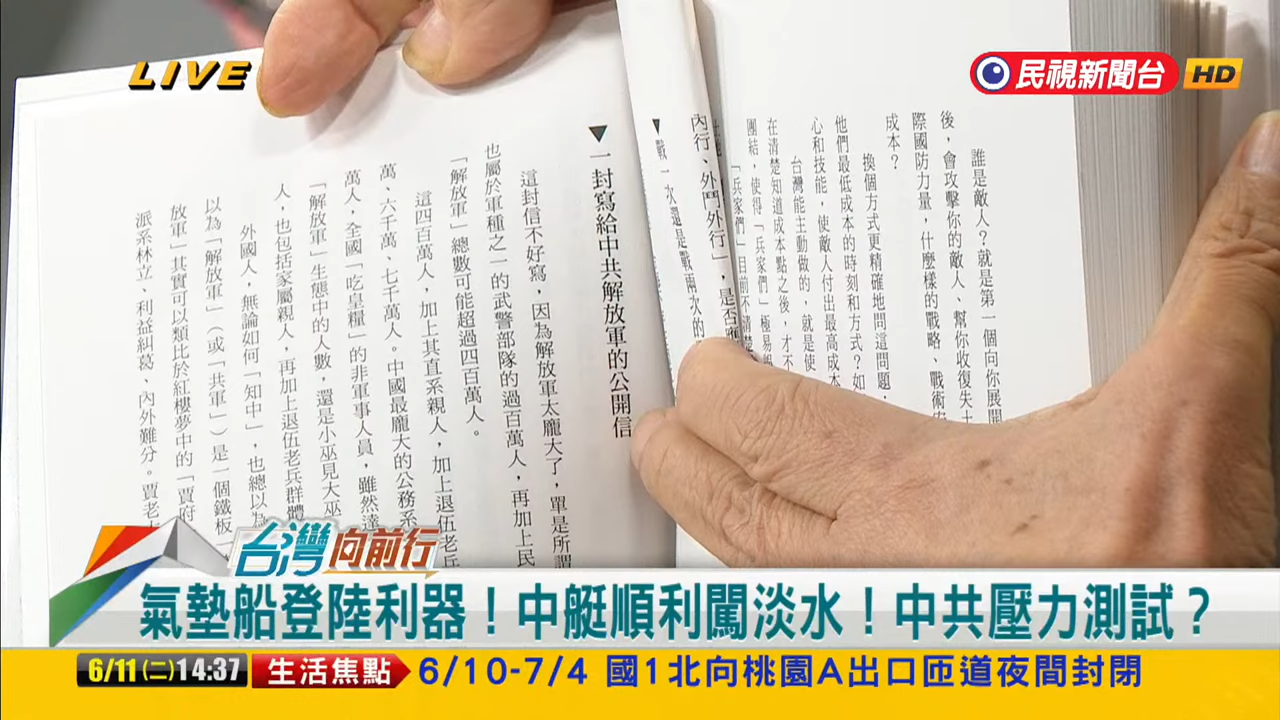 LIVE
民視新聞台 HD
誰是敵人?就是第一個向你展開
後,會攻擊你的敵人、幫你收復失土
際國防力量,什麼樣的戰略、戰術
成本?
換個方式更精確地問這問題,
他們最低成本的時刻和方式?如
心和技能,使敵人付出最高成本
台灣能主動做的,就是使
在清楚知道成本點之後,才不
團結,使得「兵家們」極易
「兵家們」目前不清楚
內行、外鬥外行」,是否應
▼戰一次還是戰兩次的
▼一封寫給中共解放軍的公開信
這封信不好寫,因為解放軍太龐大了,單是所謂
也屬於軍種之一的武警部隊的過百萬人,再加上民
「解放軍」總數可能超過四百萬人。
這四百萬人,加上其直系親人,加上退伍老兵
萬、六千萬、七千萬人。中國最龐大的公務系
萬人,全國「吃皇糧」的非軍事人員,雖然達
「解放軍」生態中的人數,還是小巫見大巫
人,也包括家屬親人,再加上退伍老兵群體
外國人,無論如何「知中」,也總以為
以為「解放軍」(或「共軍」)是一個鐵板
放軍」其實可以類比於紅樓夢中的「賈府
派系林立、利益糾葛、內外難分。賈老
台灣向前行
氣墊船登陸利器!中艇順利闖淡水!中共壓力測試?
6/11(二)14:37 生活焦點 6/10-7/4 國1北向桃園A出口匝道夜間封閉